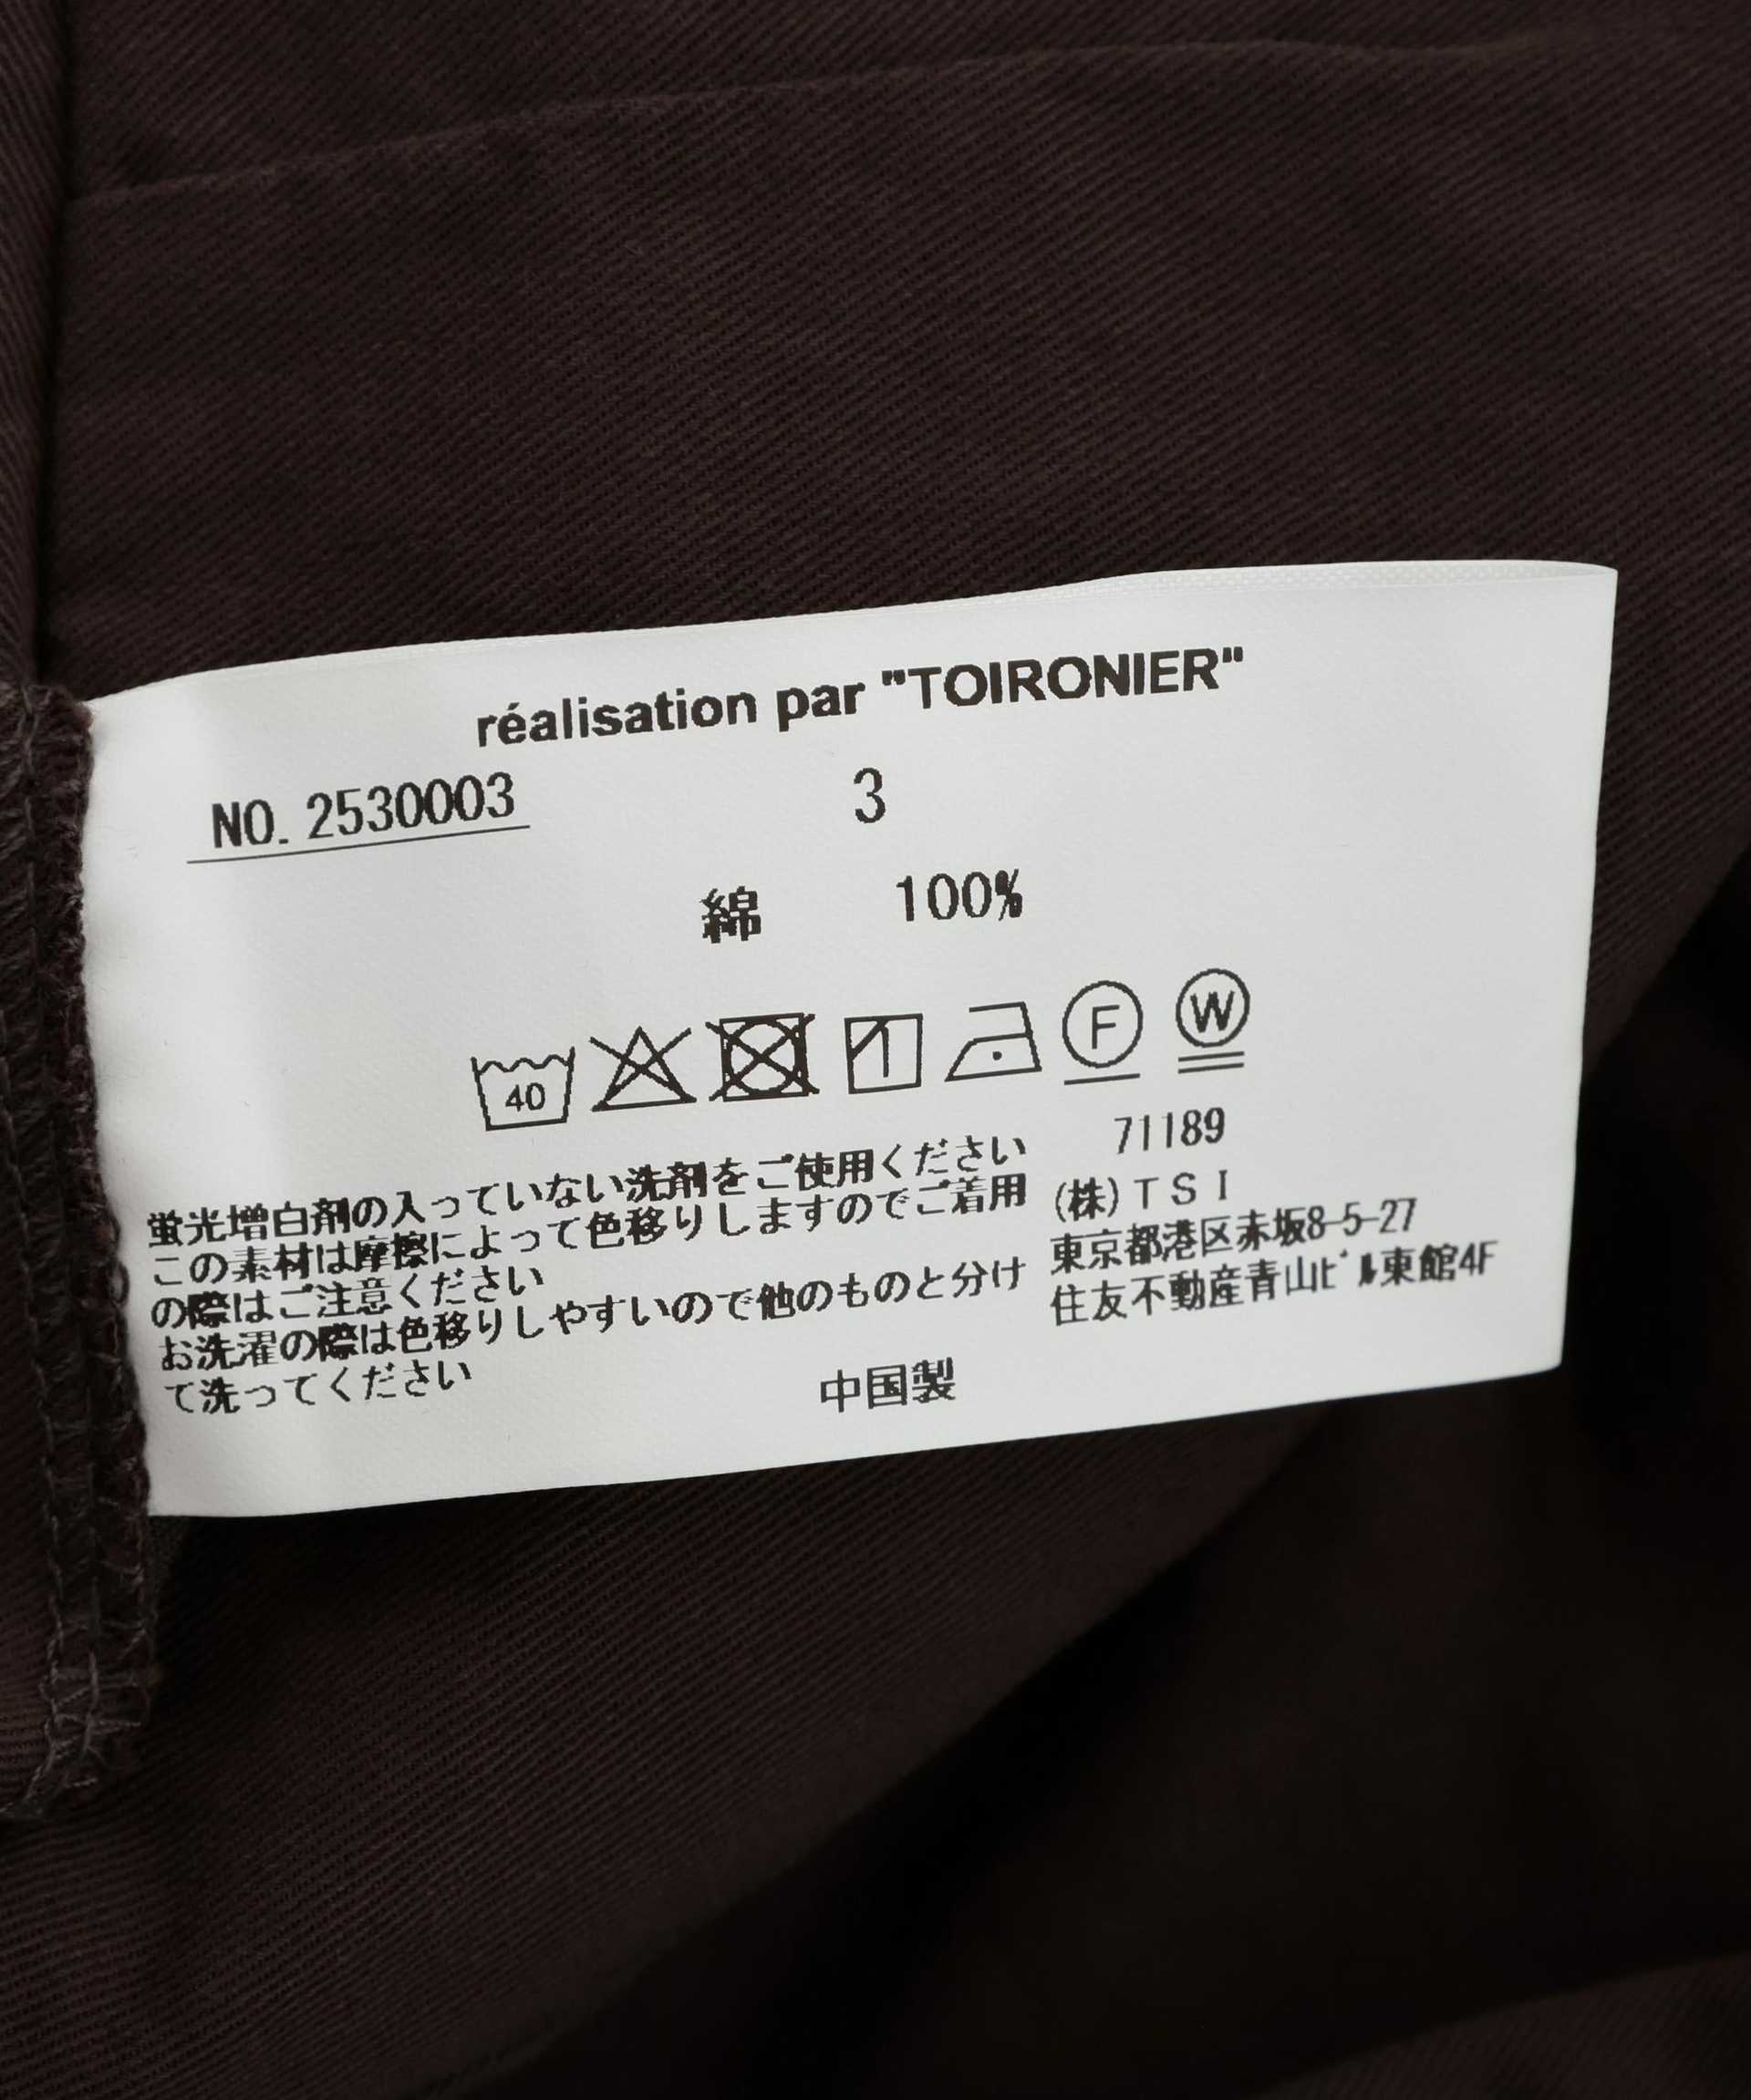 réalisation par "TOIRONIER"
NO. 2530003
3
綿 100%
40
F
W
蛍光増白剤の入っていない洗剤をご使用ください
この素材は摩擦によって色移りしますのでご着用
の際はご注意ください
お洗濯の際は色移りしやすいので他のものと分け
て洗ってください
71189
(株)TSI
東京都港区赤坂8-5-27
住友不動産青山ビル東館4F
中国製